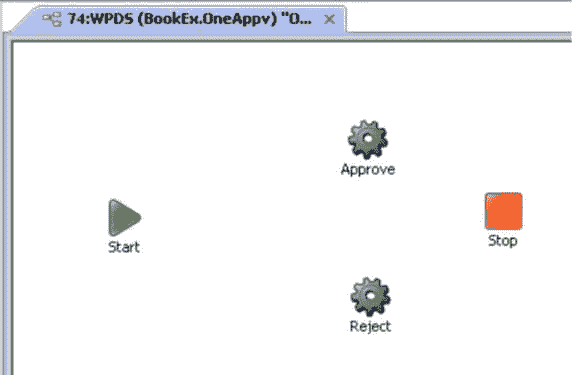 74:WPDS (BookEx.OneAppv) "O...
Approve
Start
Stop
Reject